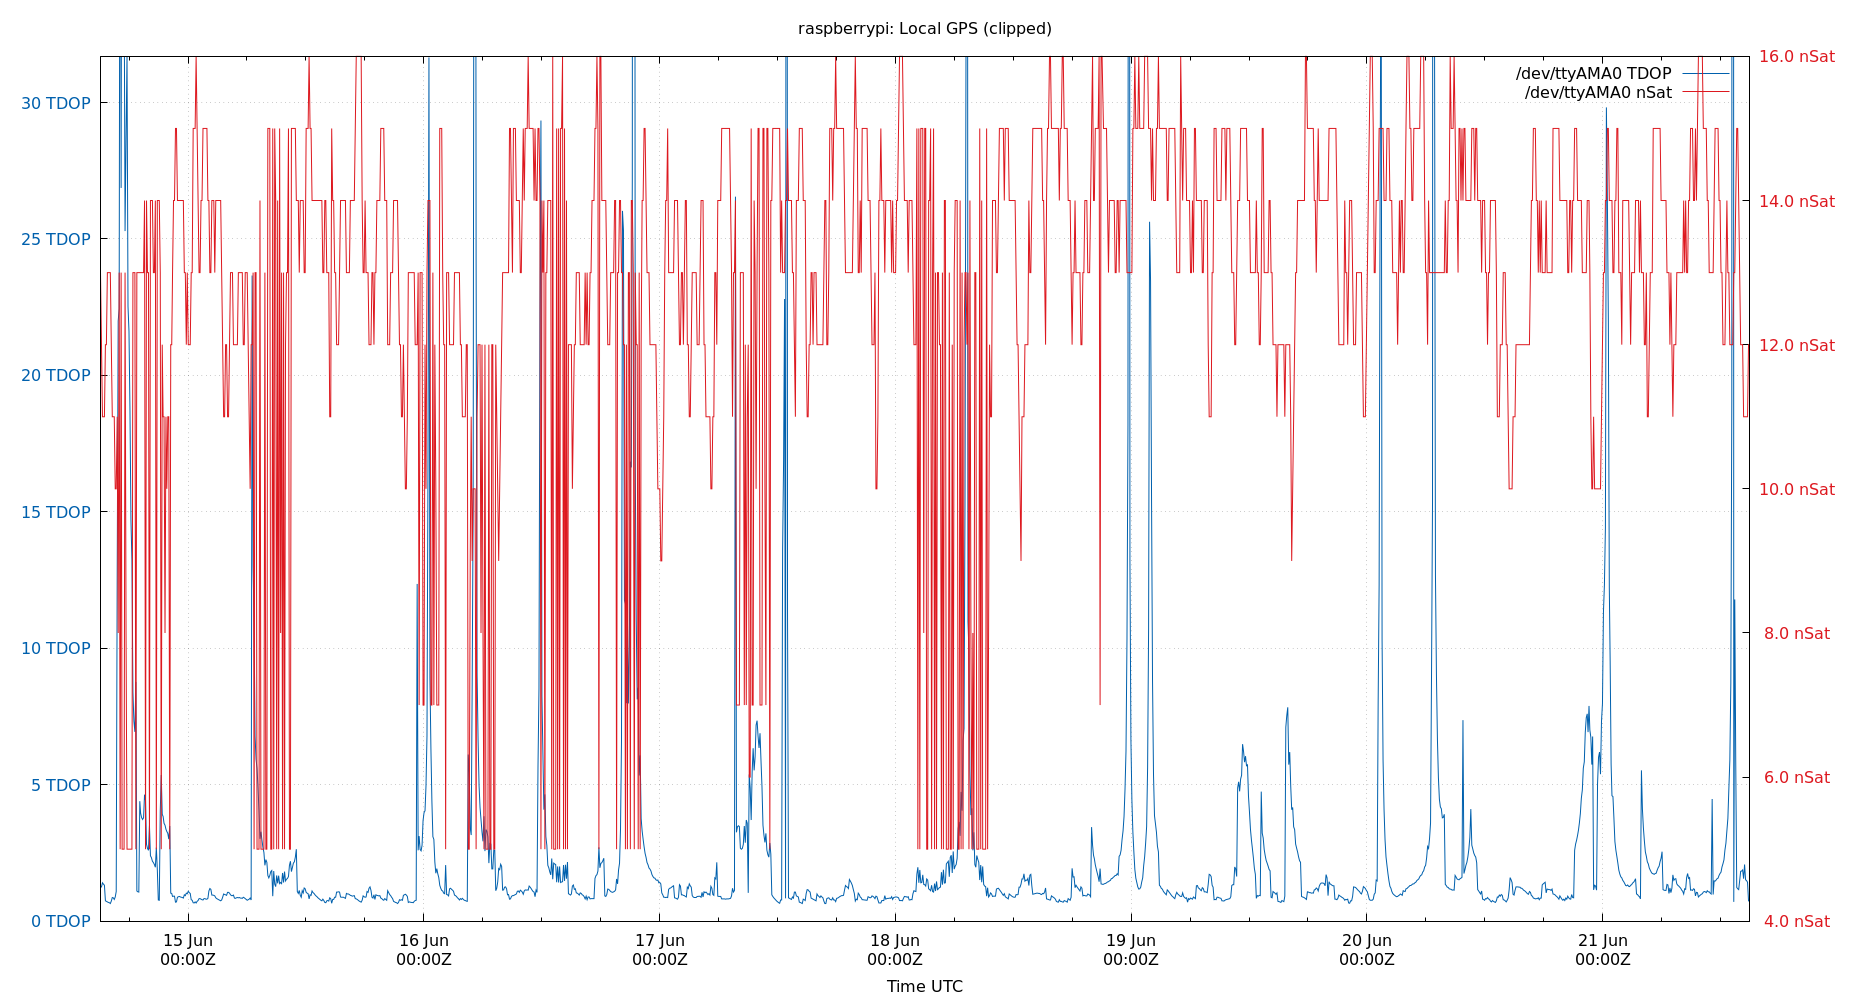 raspberrypi: Local GPS (clipped)
/dev/ttyAMA0 TDOP
/dev/ttyAMA0 nSat
30 TDOP
25 TDOP
20 TDOP
15 TDOP
10 TDOP
5 TDOP
0 TDOP
16.0 nSat
14.0 nSat
12.0 nSat
10.0 nSat
8.0 nSat
6.0 nSat
4.0 nSat
15 Jun 16 Jun 17 Jun 18 Jun 19 Jun 20 Jun 21 Jun
00:00Z 00:00Z 00:00Z 00:00Z 00:00Z 00:00Z 00:00Z
Time UTC